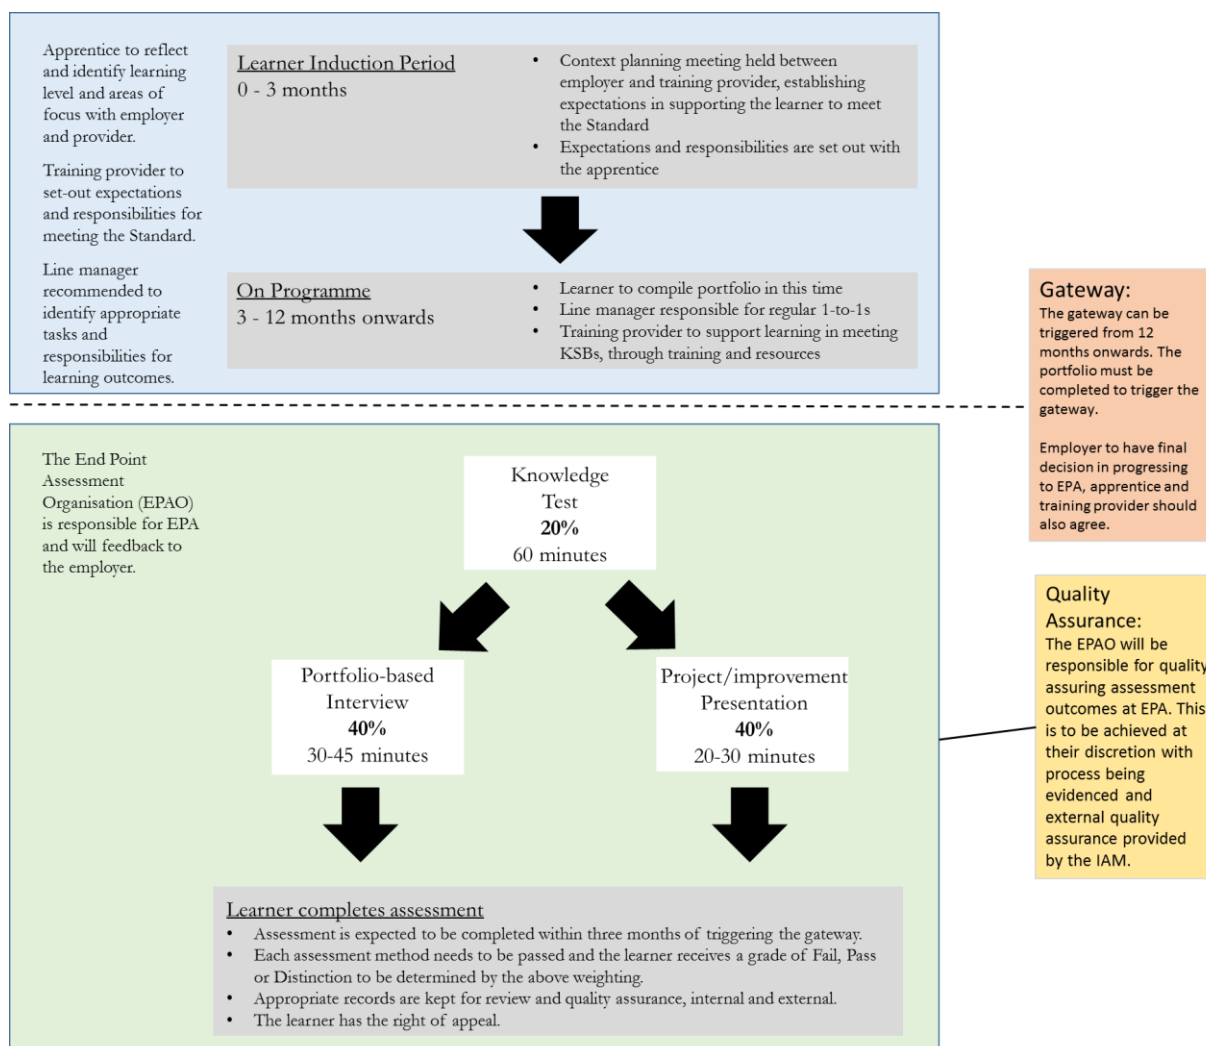 Apprentice to reflect
and identify learning
level and areas of
focus with employer
and provider.
Training provider to
set-out expectations
and responsibilities for
meeting the Standard.
Line manager
recommended to
identify appropriate
tasks and
responsibilities for
learning outcomes.
Learner Induction Period
0 - 3 months
• Context planning meeting held between
employer and training provider, establishing
expectations in supporting the learner to meet
the Standard
• Expectations and responsibilities are set out with
the apprentice
On Programme
3 - 12 months onwards
• Learner to compile portfolio in this time
• Line manager responsible for regular 1-to-1s
• Training provider to support learning in meeting
KSBs, through training and resources
Gateway:
The gateway can be
triggered from 12
months onwards. The
portfolio must be
completed to trigger the
gateway.
Employer to have final
decision in progressing
to EPA, apprentice and
training provider should
also agree.
The End Point
Assessment
Organisation (EPAO)
is responsible for EPA
and will feedback to
the employer.
Knowledge
Test
20%
60 minutes
Portfolio-based
Interview
40%
30-45 minutes
Project/improvement
Presentation
40%
20-30 minutes
Quality
Assurance:
The EPAO will be
responsible for quality
assuring assessment
outcomes at EPA. This
is to be achieved at
their discretion with
process being
evidenced and
external quality
assurance provided
by the IAM.
Learner completes assessment
• Assessment is expected to be completed within three months of triggering the gateway.
• Each assessment method needs to be passed and the learner receives a grade of Fail, Pass
or Distinction to be determined by the above weighting.
• Appropriate records are kept for review and quality assurance, internal and external.
• The learner has the right of appeal.